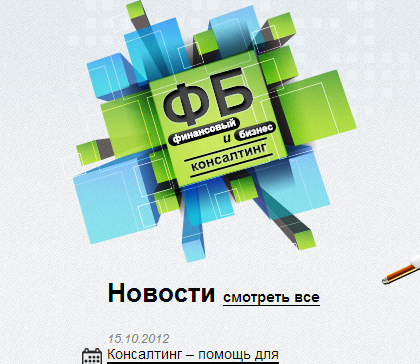 ФБ
финансовый
и бизнес
консалтинг
Новости смотреть все
15.10.2012
Консалтинг – помощь для